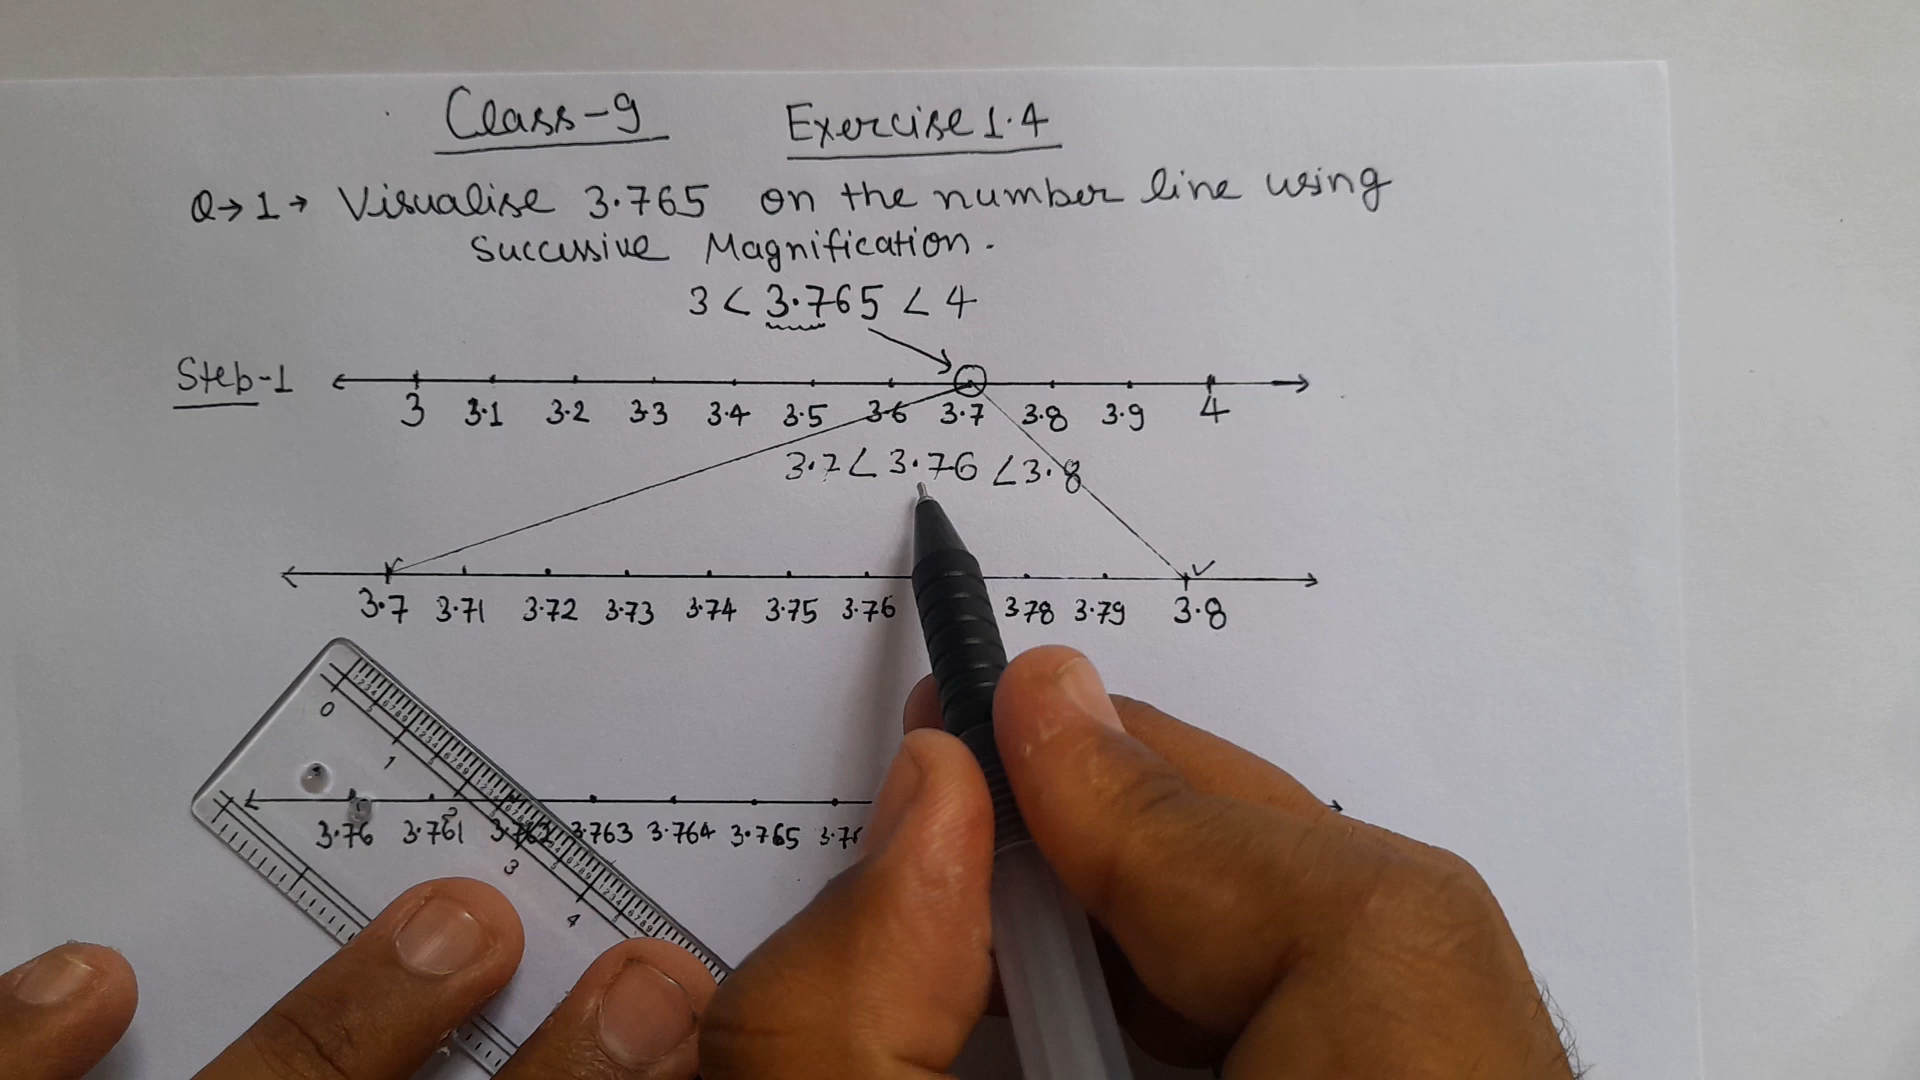 Class-9 Exercise 1.4
Q→1→ Visualise 3.765 on the number line using
Successive Magnification.
3 < 3.765 < 4
Steb-1
3 3.1 3.2 3.3 3.4 3.5 3.6 3.7 3.8 3.9 4
3.7 < 3.76 < 3.8
3.7 3.71 3.72 3.73 3.74 3.75 3.76 3.78 3.79 3.8
3.76 3.761 3.762 3.763 3.764 3.765
0 1 2 3 4